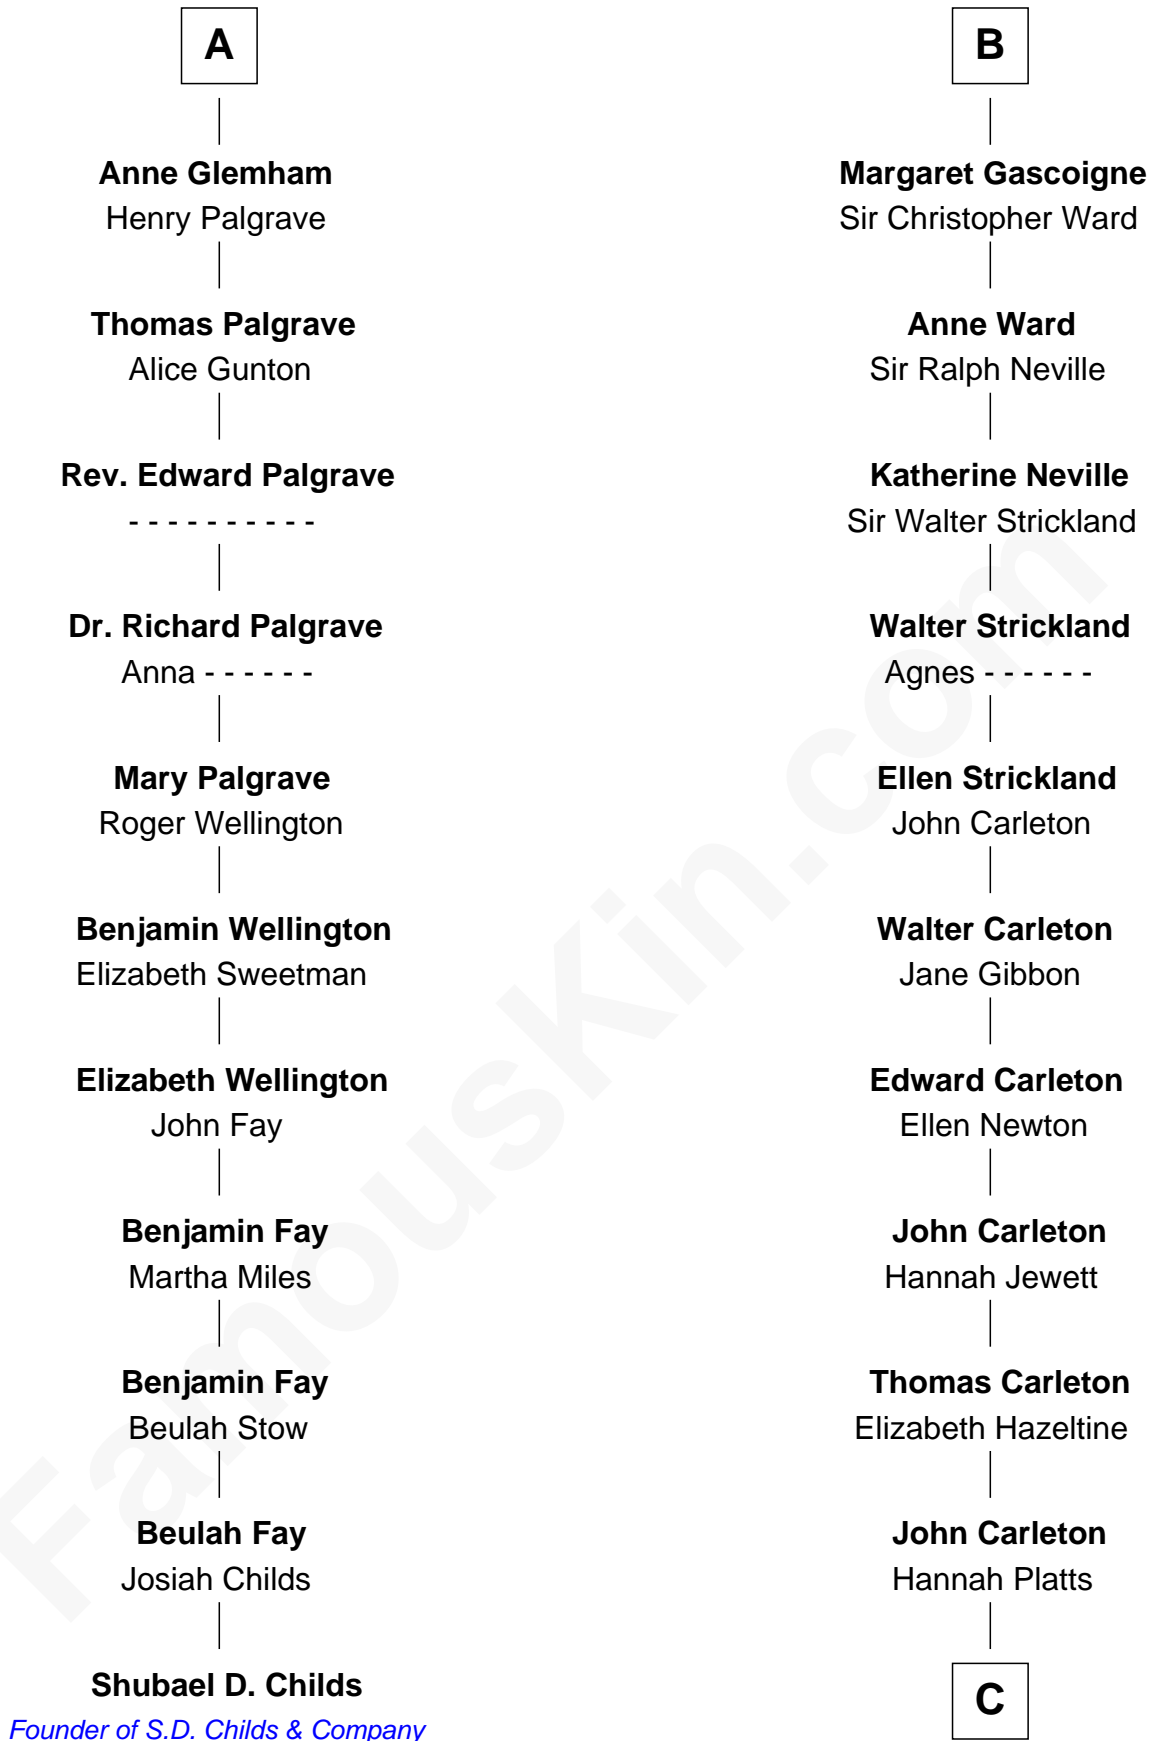 A
Anne Glemham
Henry Palgrave
Thomas Palgrave
Alice Gunton
Rev. Edward Palgrave
- - - - - - - - - -
Dr. Richard Palgrave
Anna - - - - - -
Mary Palgrave
Roger Wellington
Benjamin Wellington
Elizabeth Sweetman
Elizabeth Wellington
John Fay
Benjamin Fay
Martha Miles
Benjamin Fay
Beulah Stow
Beulah Fay
Josiah Childs
Shubael D. Childs
Founder of S.D. Childs & Company
B
Margaret Gascoigne
Sir Christopher Ward
Anne Ward
Sir Ralph Neville
Katherine Neville
Sir Walter Strickland
Walter Strickland
Agnes - - - - - -
Ellen Strickland
John Carleton
Walter Carleton
Jane Gibbon
Edward Carleton
Ellen Newton
John Carleton
Hannah Jewett
Thomas Carleton
Elizabeth Hazeltine
John Carleton
Hannah Platts
C
FamousKin.com